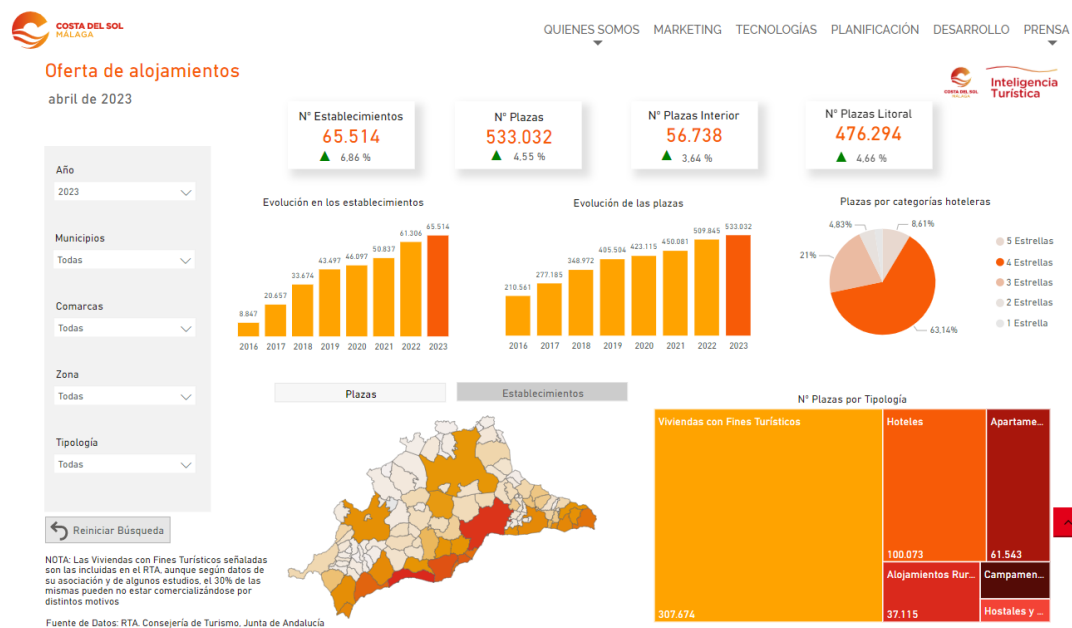 COSTA DEL SOL
MÁLAGA
QUIENES SOMOS
MARKETING
TECNOLOGÍAS
PLANIFICACIÓN
DESARROLLO
PRENSA
Oferta de alojamientos
abril de 2023
COSTA DEL SOL
MÁLAGA
Inteligencia
Turística
Nº Establecimientos
65.514
6,86 %
Nº Plazas
533.032
4,55 %
Nº Plazas Interior
56.738
3,64 %
Nº Plazas Litoral
476.294
4,66 %
Año
2023
Municipios
Todas
Comarcas
Todas
Zona
Todas
Tipología
Todas
Reiniciar Búsqueda
NOTA: Las Viviendas con Fines Turísticos señaladas
son las incluidas en el RTA, aunque según datos de
su asociación y de algunos estudios, el 30% de las
mismas pueden no estar comercializándose por
distintos motivos
Fuente de Datos: RTA. Consejería de Turismo, Junta de Andalucía
Evolución en los establecimientos
8.847
20.657
33.674
43.497
46.097
50.837
61.306
65.514
2016 2017 2018 2019 2020 2021 2022 2023
Evolución de las plazas
210.561
277.185
348.972
405.504
423.115
450.081
509.845
533.032
2016 2017 2018 2019 2020 2021 2022 2023
Plazas por categorías hoteleras
4,83%
8,61%
21%
63,14%
5 Estrellas
4 Estrellas
3 Estrellas
2 Estrellas
1 Estrella
Plazas
Establecimientos
Nº Plazas por Tipología
Viviendas con Fines Turísticos
307.674
Hoteles
100.073
Apartame...
61.543
Alojamientos Rur...
37.115
Campamen...
Hostales y ...